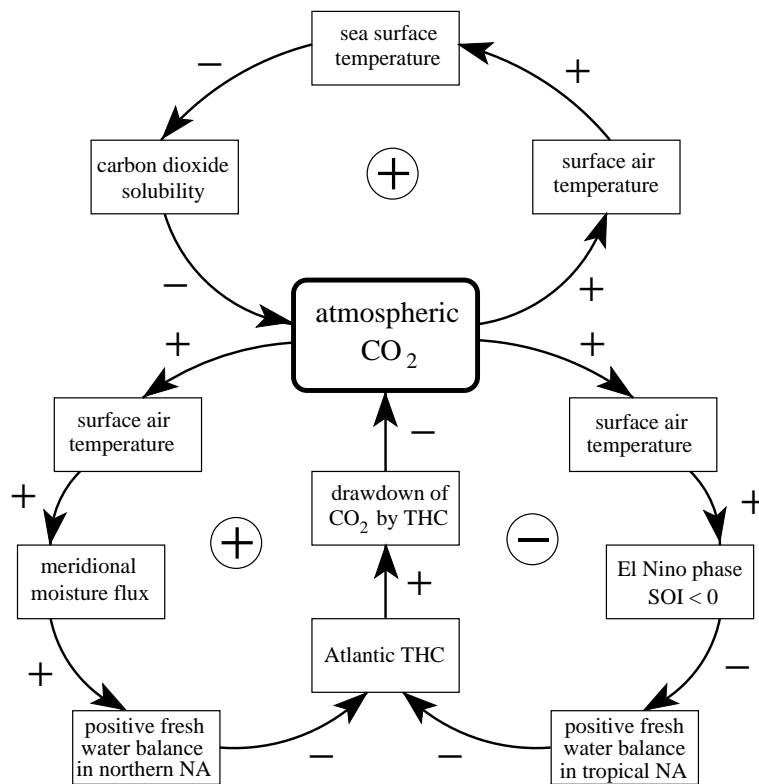 sea surface
temperature
−
+
carbon dioxide
solubility
+
surface air
temperature
−
+
atmospheric
CO₂
+
+
surface air
temperature
−
surface air
temperature
+
drawdown of
CO₂ by THC
+
+
−
meridional
moisture flux
El Nino phase
SOI < 0
+
+
Atlantic THC
−
positive fresh
water balance
in northern NA
−
−
positive fresh
water balance
in tropical NA